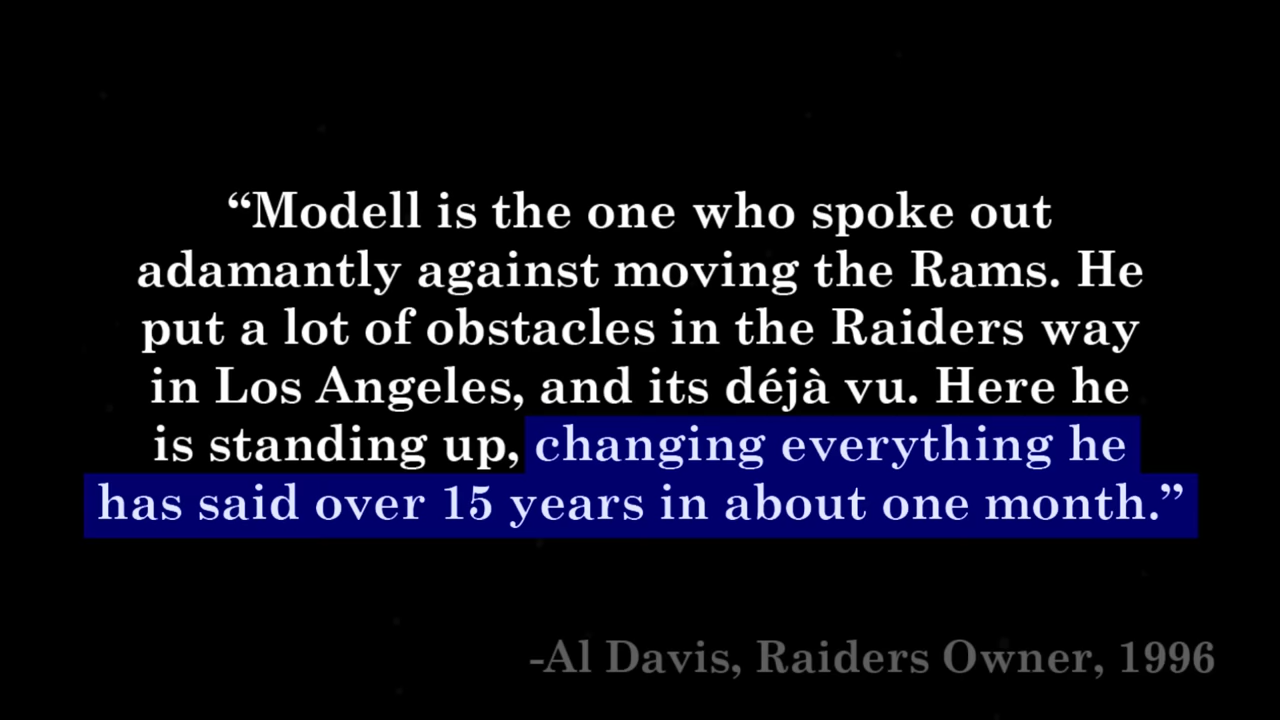 “Modell is the one who spoke out
adamantly against moving the Rams. He
put a lot of obstacles in the Raiders way
in Los Angeles, and its déjà vu. Here he
is standing up, changing everything he
has said over 15 years in about one month.”
-Al Davis, Raiders Owner, 1996